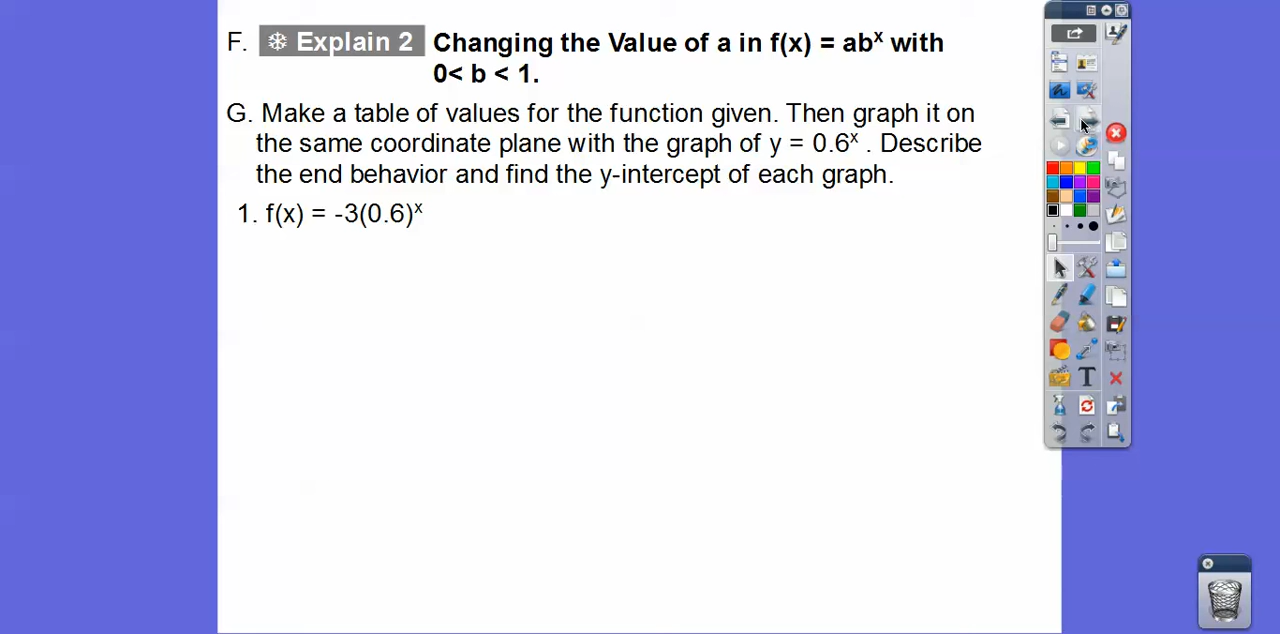 F. ❄ Explain 2 Changing the Value of a in f(x) = abˣ with
0< b < 1.
G. Make a table of values for the function given. Then graph it on
the same coordinate plane with the graph of y = 0.6ˣ . Describe
the end behavior and find the y-intercept of each graph.
1. f(x) = -3(0.6)ˣ
T